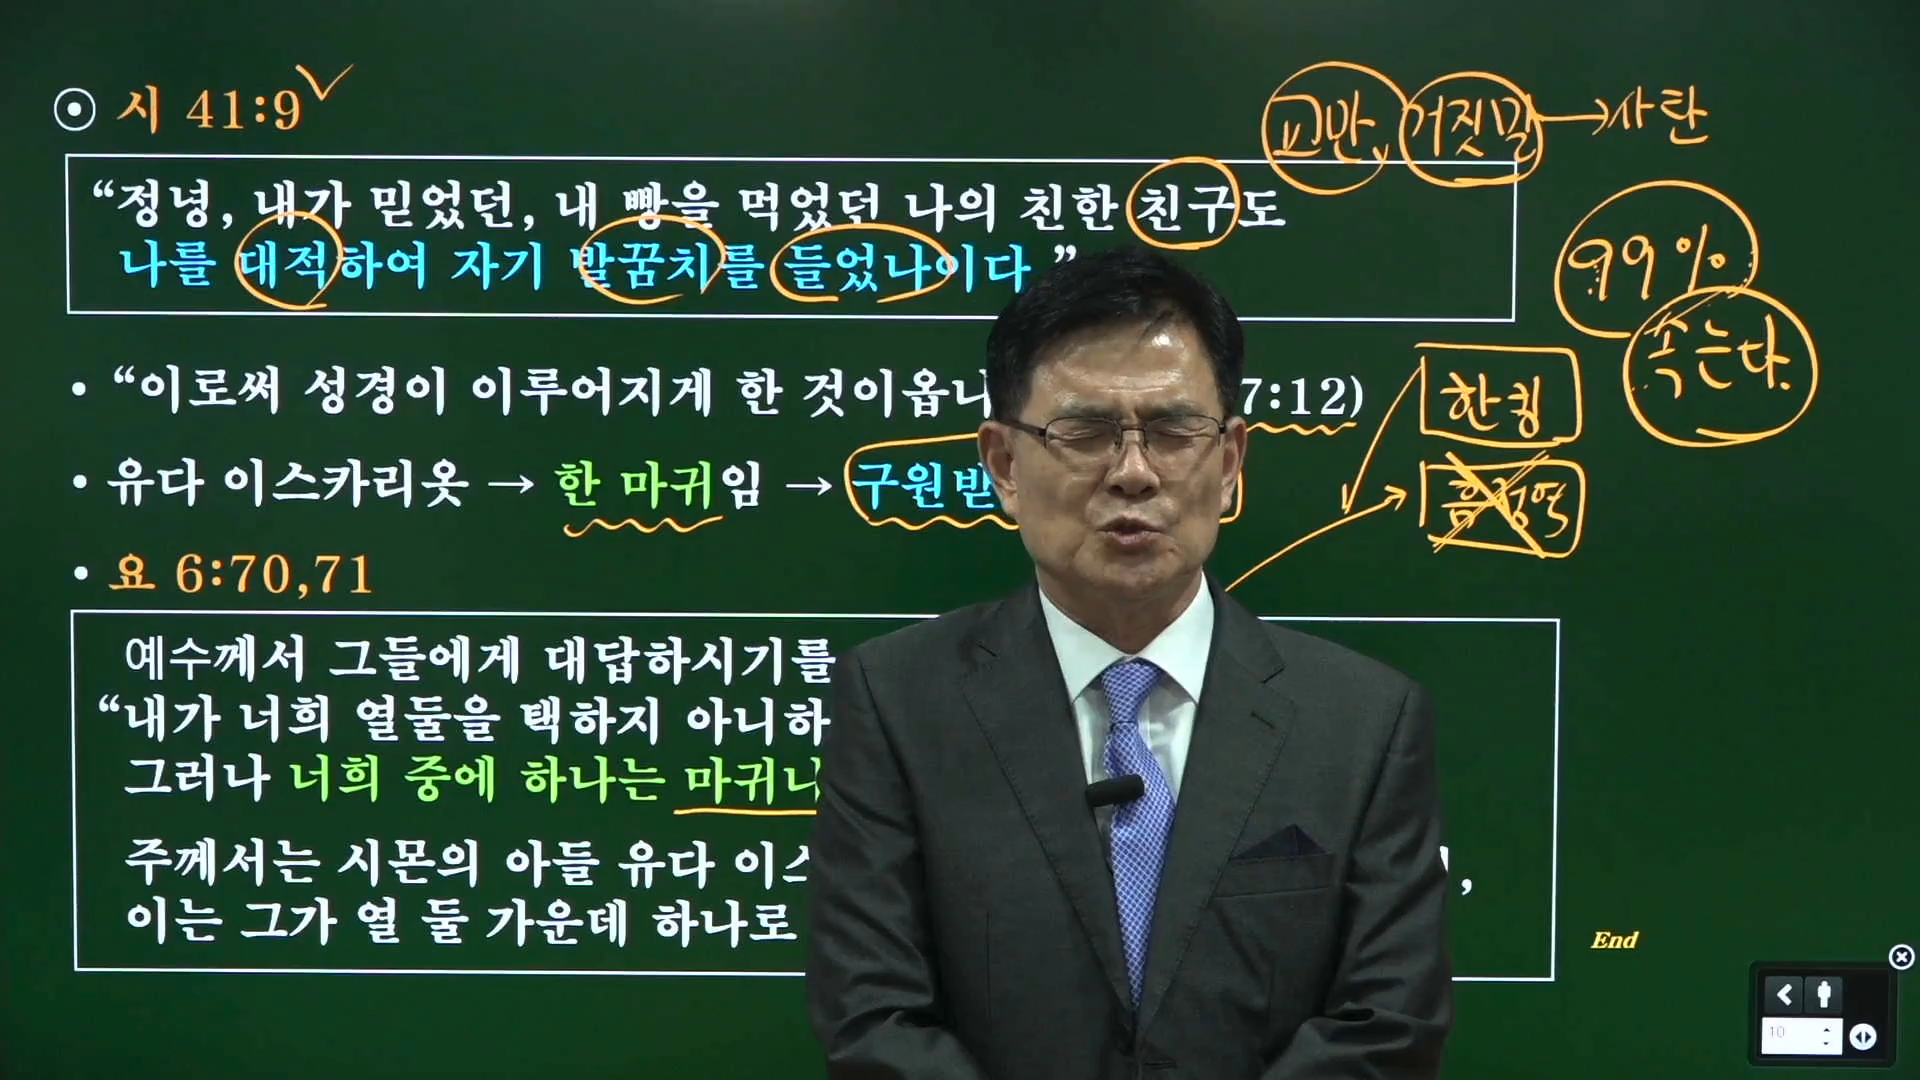 ⊙ 시 41:9
교만, 거짓말 → 사탄
“정녕, 내가 믿었던, 내 빵을 먹었던 나의 친한 친구도
나를 대적하여 자기 발꿈치를 들었나이다”
99%
속는다.
• “이로써 성경이 이루어지게 한 것이옵니 7:12)
한킹
• 유다 이스카리옷 → 한 마귀임 → 구원받
흠정역
• 요 6:70,71
예수께서 그들에게 대답하시기를
“내가 너희 열둘을 택하지 아니하
그러나 너희 중에 하나는 마귀니
주께서는 시몬의 아들 유다 이스
이는 그가 열 둘 가운데 하나로
End
10